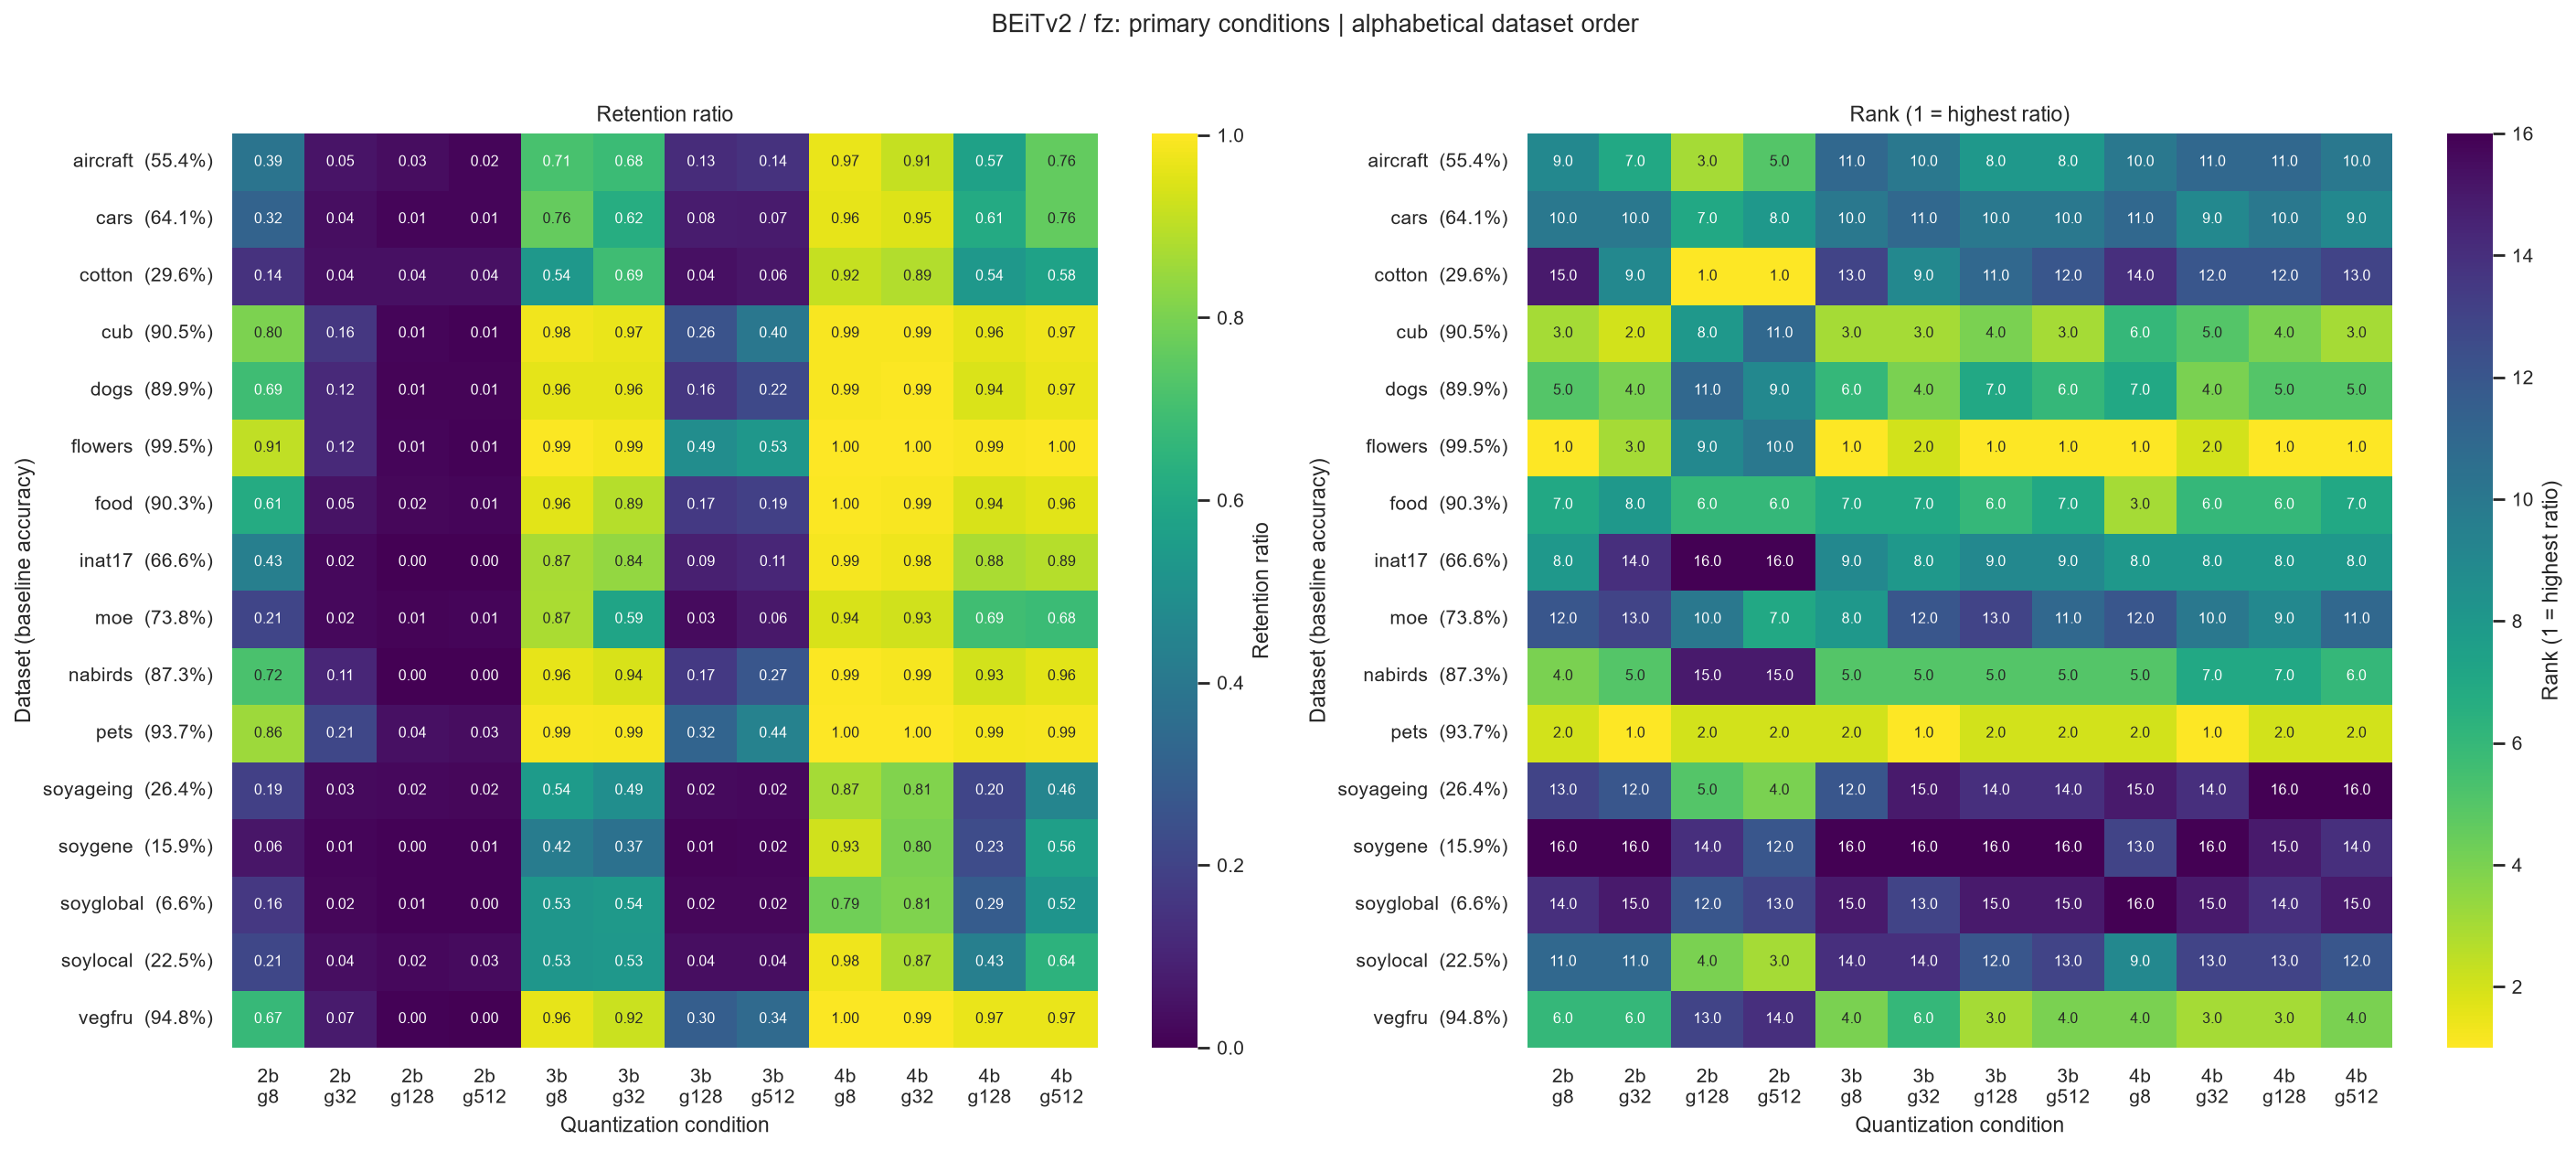 BEiTv2 / fz: primary conditions | alphabetical dataset order
Retention ratio
Dataset (baseline accuracy)
aircraft (55.4%) 0.39 0.05 0.03 0.02 0.71 0.68 0.13 0.14 0.97 0.91 0.57 0.76
cars (64.1%) 0.32 0.04 0.01 0.01 0.76 0.62 0.08 0.07 0.96 0.95 0.61 0.76
cotton (29.6%) 0.14 0.04 0.04 0.04 0.54 0.69 0.04 0.06 0.92 0.89 0.54 0.58
cub (90.5%) 0.80 0.16 0.01 0.01 0.98 0.97 0.26 0.40 0.99 0.99 0.96 0.97
dogs (89.9%) 0.69 0.12 0.01 0.01 0.96 0.96 0.16 0.22 0.99 0.99 0.94 0.97
flowers (99.5%) 0.91 0.12 0.01 0.01 0.99 0.99 0.49 0.53 1.00 1.00 0.99 1.00
food (90.3%) 0.61 0.05 0.02 0.01 0.96 0.89 0.17 0.19 1.00 0.99 0.94 0.96
inat17 (66.6%) 0.43 0.02 0.00 0.00 0.87 0.84 0.09 0.11 0.99 0.98 0.88 0.89
moe (73.8%) 0.21 0.02 0.01 0.01 0.87 0.59 0.03 0.06 0.94 0.93 0.69 0.68
nabirds (87.3%) 0.72 0.11 0.00 0.00 0.96 0.94 0.17 0.27 0.99 0.99 0.93 0.96
pets (93.7%) 0.86 0.21 0.04 0.03 0.99 0.99 0.32 0.44 1.00 1.00 0.99 0.99
soyageing (26.4%) 0.19 0.03 0.02 0.02 0.54 0.49 0.02 0.02 0.87 0.81 0.20 0.46
soygene (15.9%) 0.06 0.01 0.00 0.01 0.42 0.37 0.01 0.02 0.93 0.80 0.23 0.56
soyglobal (6.6%) 0.16 0.02 0.01 0.00 0.53 0.54 0.02 0.02 0.79 0.81 0.29 0.52
soylocal (22.5%) 0.21 0.04 0.02 0.03 0.53 0.53 0.04 0.04 0.98 0.87 0.43 0.64
vegfru (94.8%) 0.67 0.07 0.00 0.00 0.96 0.92 0.30 0.34 1.00 0.99 0.97 0.97
2b 2b 2b 2b 3b 3b 3b 3b 4b 4b 4b 4b
g8 g32 g128 g512 g8 g32 g128 g512 g8 g32 g128 g512
Quantization condition
1.0
0.8
0.6
0.4
0.2
0.0
Retention ratio
Rank (1 = highest ratio)
Dataset (baseline accuracy)
aircraft (55.4%) 9.0 7.0 3.0 5.0 11.0 10.0 8.0 8.0 10.0 11.0 11.0 10.0
cars (64.1%) 10.0 10.0 7.0 8.0 10.0 11.0 10.0 10.0 11.0 9.0 10.0 9.0
cotton (29.6%) 15.0 9.0 1.0 1.0 13.0 9.0 11.0 12.0 14.0 12.0 12.0 13.0
cub (90.5%) 3.0 2.0 8.0 11.0 3.0 3.0 4.0 3.0 6.0 5.0 4.0 3.0
dogs (89.9%) 5.0 4.0 11.0 9.0 6.0 4.0 7.0 6.0 7.0 4.0 5.0 5.0
flowers (99.5%) 1.0 3.0 9.0 10.0 1.0 2.0 1.0 1.0 1.0 2.0 1.0 1.0
food (90.3%) 7.0 8.0 6.0 6.0 7.0 7.0 6.0 7.0 3.0 6.0 6.0 7.0
inat17 (66.6%) 8.0 14.0 16.0 16.0 9.0 8.0 9.0 9.0 8.0 8.0 8.0 8.0
moe (73.8%) 12.0 13.0 10.0 7.0 8.0 12.0 13.0 11.0 12.0 10.0 9.0 11.0
nabirds (87.3%) 4.0 5.0 15.0 15.0 5.0 5.0 5.0 5.0 5.0 7.0 7.0 6.0
pets (93.7%) 2.0 1.0 2.0 2.0 2.0 1.0 2.0 2.0 2.0 1.0 2.0 2.0
soyageing (26.4%) 13.0 12.0 5.0 4.0 12.0 15.0 14.0 14.0 15.0 14.0 16.0 16.0
soygene (15.9%) 16.0 16.0 14.0 12.0 16.0 16.0 16.0 16.0 13.0 16.0 15.0 14.0
soyglobal (6.6%) 14.0 15.0 12.0 13.0 15.0 13.0 15.0 15.0 16.0 15.0 14.0 15.0
soylocal (22.5%) 11.0 11.0 4.0 3.0 14.0 14.0 12.0 13.0 9.0 13.0 13.0 12.0
vegfru (94.8%) 6.0 6.0 13.0 14.0 4.0 6.0 3.0 4.0 4.0 3.0 3.0 4.0
2b 2b 2b 2b 3b 3b 3b 3b 4b 4b 4b 4b
g8 g32 g128 g512 g8 g32 g128 g512 g8 g32 g128 g512
Quantization condition
16
14
12
10
8
6
4
2
Rank (1 = highest ratio)